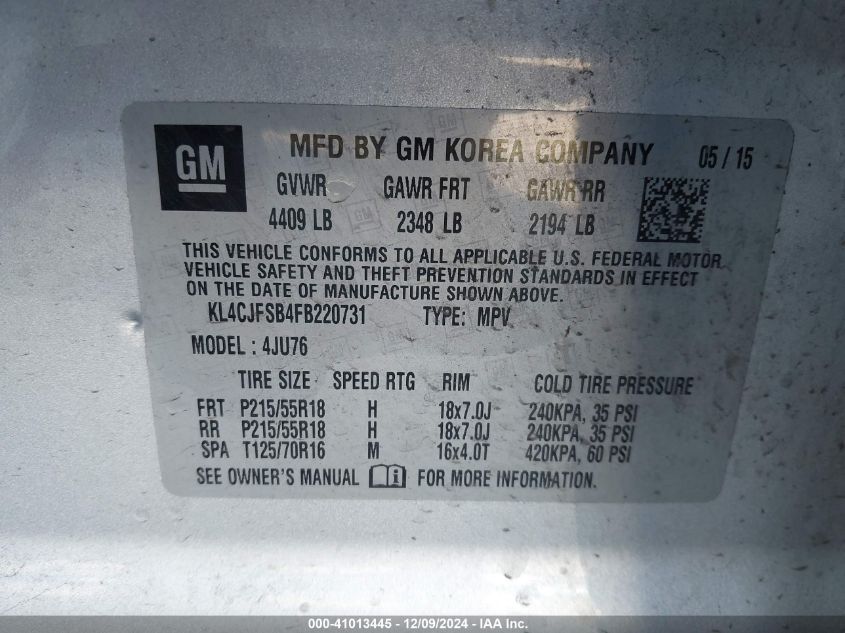 GM MFD BY GM KOREA COMPANY 05 / 15
GVWR GAWR FRT GAWR RR
4409 LB 2348 LB 2194 LB
THIS VEHICLE CONFORMS TO ALL APPLICABLE U.S. FEDERAL MOTOR
VEHICLE SAFETY AND THEFT PREVENTION STANDARDS IN EFFECT
ON THE DATE OF MANUFACTURE SHOWN ABOVE.
KL4CJFSB4FB220731 TYPE: MPV
MODEL : 4JU76
TIRE SIZE SPEED RTG RIM COLD TIRE PRESSURE
FRT P215/55R18 H 18x7.0J 240KPA, 35 PSI
RR P215/55R18 H 18x7.0J 240KPA, 35 PSI
SPA T125/70R16 M 16x4.0T 420KPA, 60 PSI
SEE OWNER'S MANUAL i FOR MORE INFORMATION.
000-41013445 - 12/09/2024 - IAA Inc.